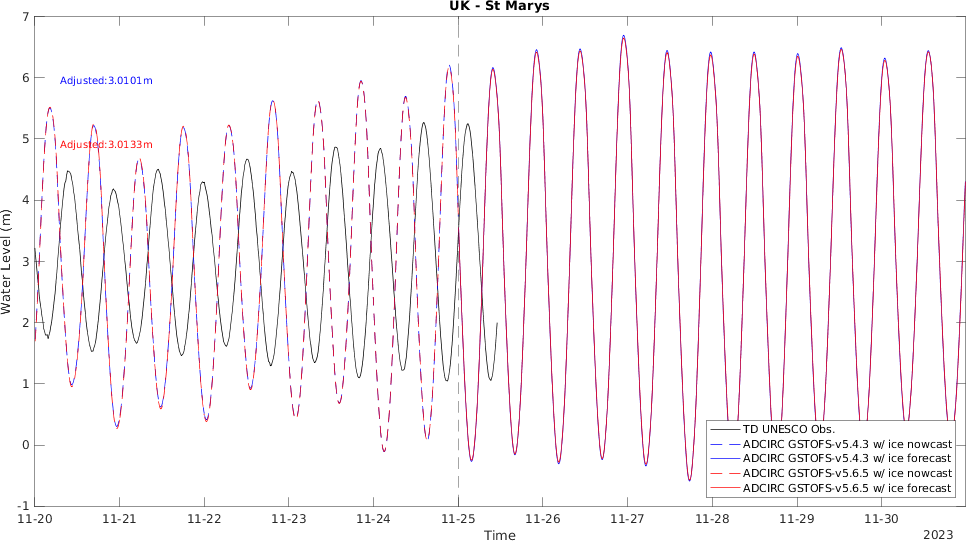 UK - St Marys
7
6
5
4
3
2
1
0
-1
Water Level (m)
Adjusted:3.0101m
Adjusted:3.0133m
TD UNESCO Obs.
ADCIRC GSTOFS-v5.4.3 w/ ice nowcast
ADCIRC GSTOFS-v5.4.3 w/ ice forecast
ADCIRC GSTOFS-v5.6.5 w/ ice nowcast
ADCIRC GSTOFS-v5.6.5 w/ ice forecast
11-20 11-21 11-22 11-23 11-24 11-25 11-26 11-27 11-28 11-29 11-30
Time
2023